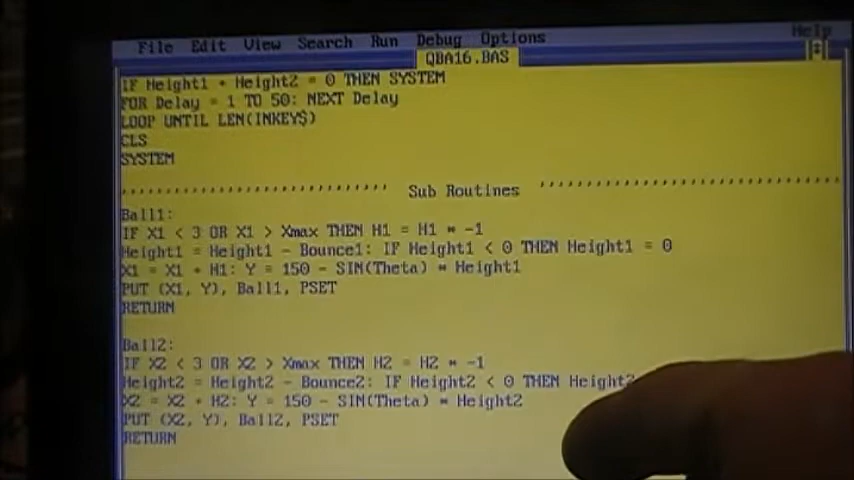 File Edit View Search Run Debug Options Help
QBA16.BAS
IF Height1 + Height2 = 0 THEN SYSTEM
FOR Delay = 1 TO 50: NEXT Delay
LOOP UNTIL LEN(INKEY$)
CLS
SYSTEM
'''''''''''''''''''''''''''''' Sub Routines '''''''''''''''''''''''''''''''''
Ball1:
IF X1 < 3 OR X1 > Xmax THEN H1 = H1 * -1
Height1 = Height1 - Bounce1: IF Height1 < 0 THEN Height1 = 0
X1 = X1 + H1: Y = 150 - SIN(Theta) * Height1
PUT (X1, Y), Ball1, PSET
RETURN
Ball2:
IF X2 < 3 OR X2 > Xmax THEN H2 = H2 * -1
Height2 = Height2 - Bounce2: IF Height2 < 0 THEN Height2
X2 = X2 + H2: Y = 150 - SIN(Theta) * Height2
PUT (X2, Y), Ball2, PSET
RETURN